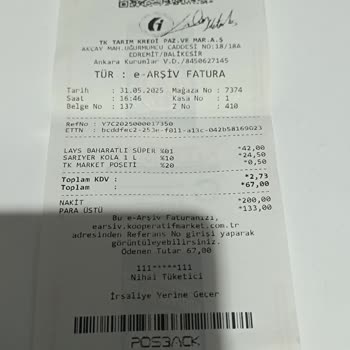 TK TARIM KREDİ PAZ.VE MAR.A.S
AKÇAY MAH.UĞURMUMCU CADDESİ NO:18/18A
EDREMİT/BALIKESİR
Ankara Kurumlar V.D./8450627145
TÜR : e-ARŞİV FATURA
Tarih : 31.05.2025 Mağaza No : 7374
Saat : 16:46 Kasa No : 1
Belge No : 137 Z No : 410
RefNo : Y7C2025000017350
ETTN :
LAYS BAHARATLI SÜPER %01 *42,00
SARIYER KOLA 1 L %10 *24,50
TK MARKET POŞETİ %20 *0,50
Toplam KDV : *2,73
Toplam : *67,00
NAKİT *200,00
PARA ÜSTÜ *133,00
Bu e-Arşiv Faturanızı,
earsiv.kooperatifmarket.com.tr
adresinden Referans No girişi yaparak
görüntüleyebilirsiniz.
Ödenen Tutar 67,00
111*****111
Nihai Tüketici
İrsaliye Yerine Geçer
POSBACK